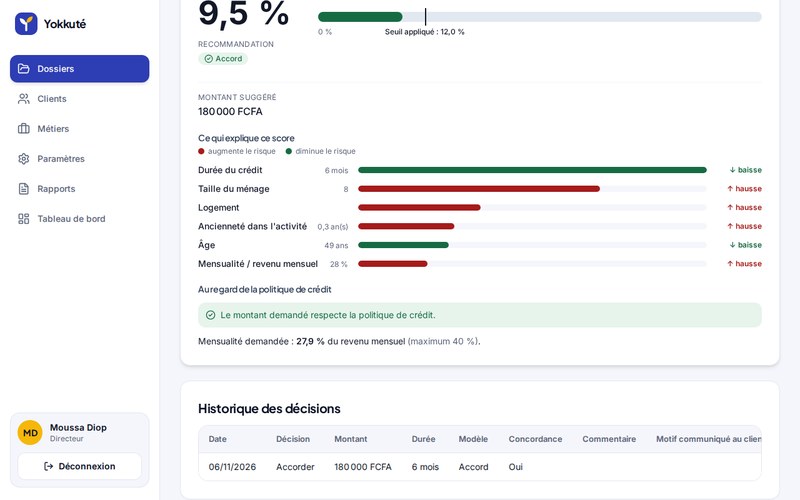 Yokkuté
Dossiers
Clients
Métiers
Paramètres
Rapports
Tableau de bord
MD
Moussa Diop
Directeur
Déconnexion
9,5 %
0 %
Seuil appliqué : 12,0 %
RECOMMANDATION
Accord
MONTANT SUGGÉRÉ
180 000 FCFA
Ce qui explique ce score
augmente le risque diminue le risque
Durée du crédit 6 mois ↓ baisse
Taille du ménage 8 ↑ hausse
Logement ↑ hausse
Ancienneté dans l'activité 0,3 an(s) ↑ hausse
Âge 49 ans ↓ baisse
Mensualité / revenu mensuel 28 % ↑ hausse
Au regard de la politique de crédit
Le montant demandé respecte la politique de crédit.
Mensualité demandée : 27,9 % du revenu mensuel (maximum 40 %).
Historique des décisions
Date Décision Montant Durée Modèle Concordance Commentaire Motif communiqué au clien
06/11/2026 Accorder 180 000 FCFA 6 mois Accord Oui